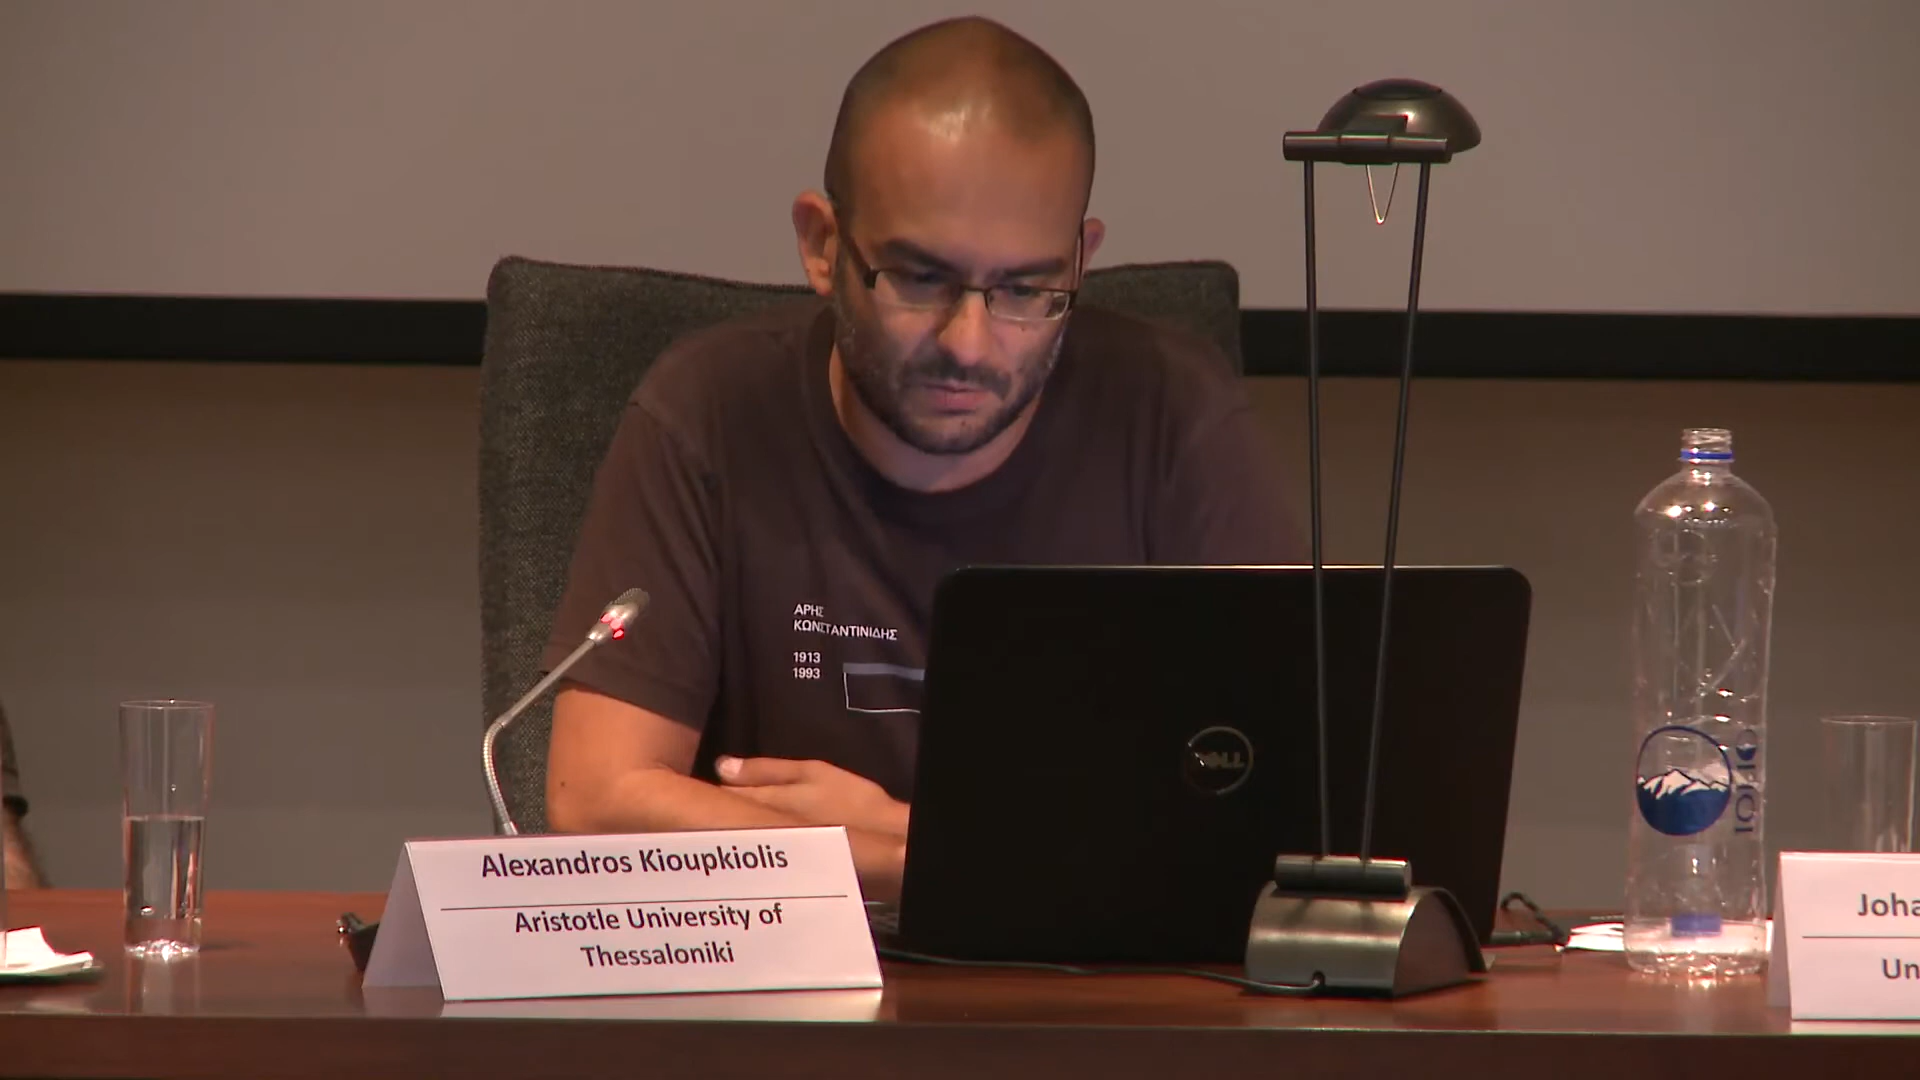 ΑΡΗΣ
ΚΩΝΣΤΑΝΤΙΝΙΔΗΣ
1913
1993
DELL
Alexandros Kioupkiolis
Aristotle University of
Thessaloniki
Joha
Un